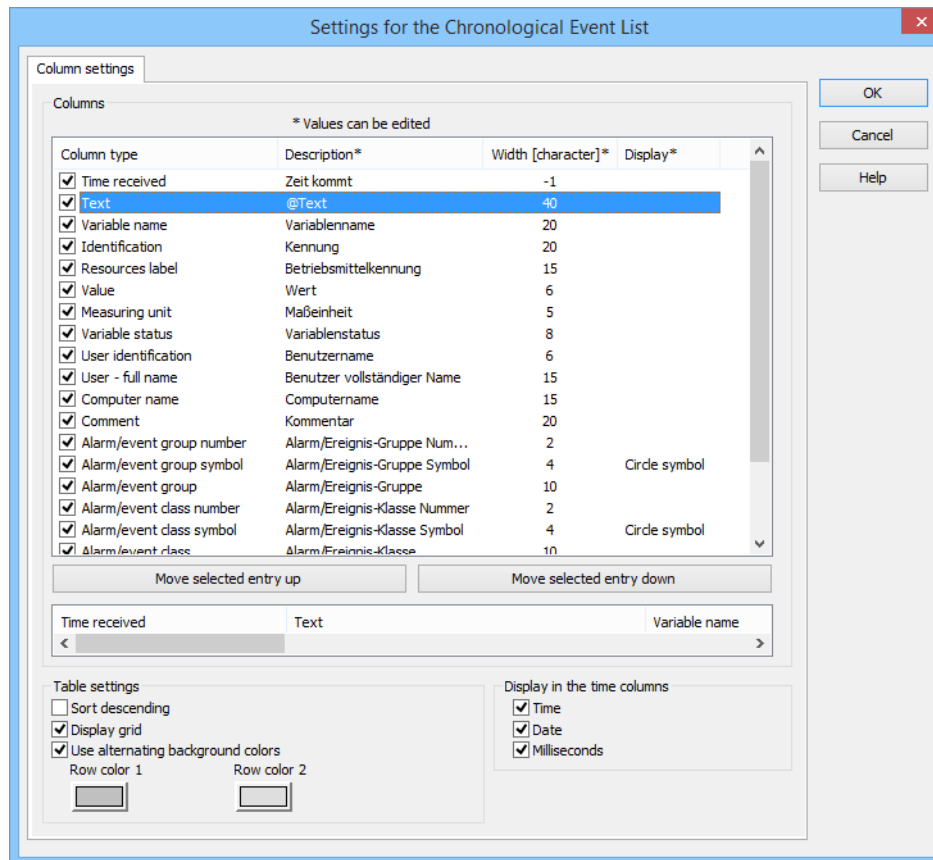 Settings for the Chronological Event List
Column settings
OK
Cancel
Help
Columns
* Values can be edited
Column type Description* Width [character]* Display*
Time received Zeit kommt -1
Text @Text 40
Variable name Variablenname 20
Identification Kennung 20
Resources label Betriebsmittelkennung 15
Value Wert 6
Measuring unit Maßeinheit 5
Variable status Variablenstatus 8
User identification Benutzername 6
User - full name Benutzer vollständiger Name 15
Computer name Computername 15
Comment Kommentar 20
Alarm/event group number Alarm/Ereignis-Gruppe Num... 2
Alarm/event group symbol Alarm/Ereignis-Gruppe Symbol 4 Circle symbol
Alarm/event group Alarm/Ereignis-Gruppe 10
Alarm/event class number Alarm/Ereignis-Klasse Nummer 2
Alarm/event class symbol Alarm/Ereignis-Klasse Symbol 4 Circle symbol
Alarm/event class Alarm/Ereignis-Klasse 10
Move selected entry up Move selected entry down
Time received Text Variable name
Table settings
Sort descending
Display grid
Use alternating background colors
Row color 1 Row color 2
Display in the time columns
Time
Date
Milliseconds